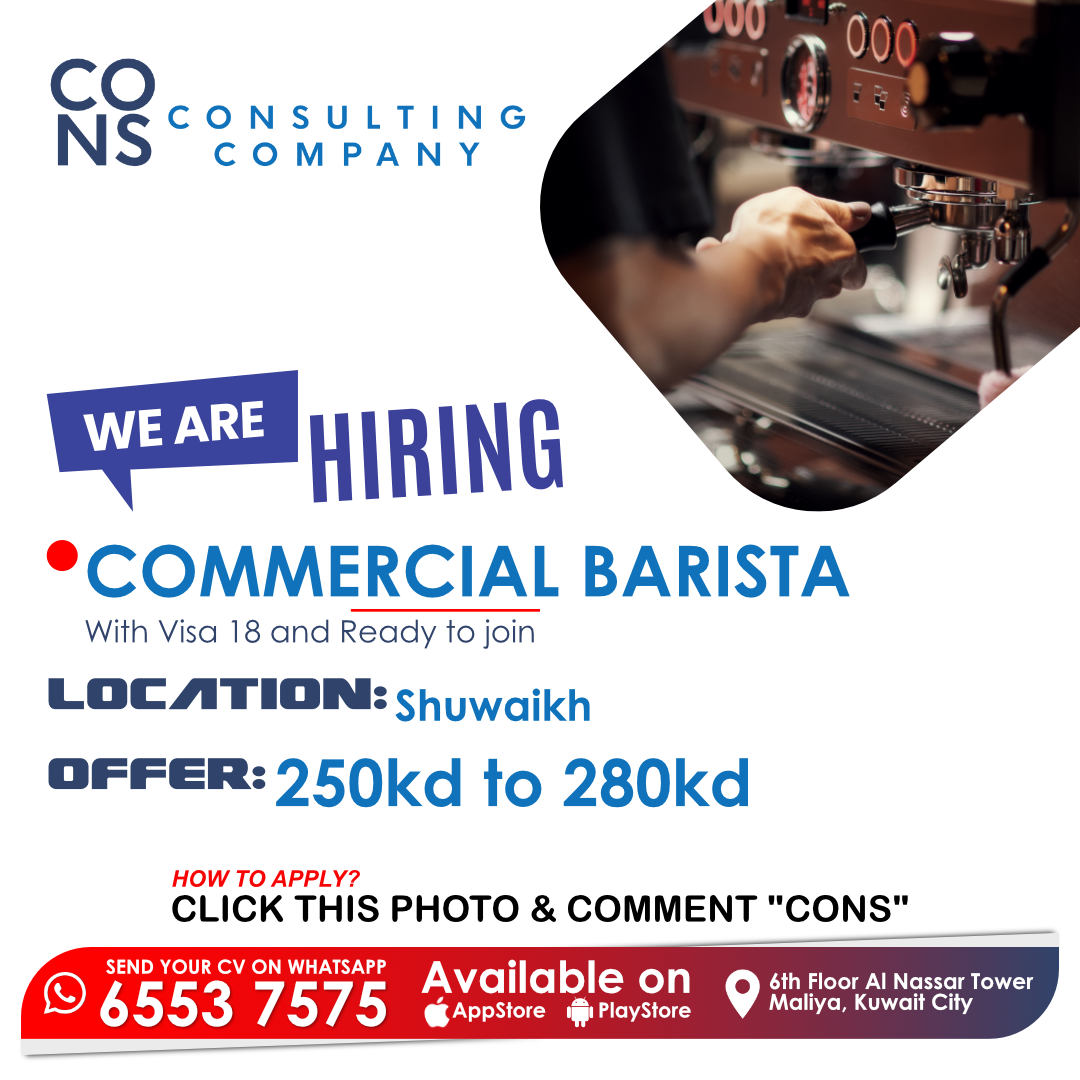 CO
NS
CONSULTING
COMPANY
WE ARE
HIRING
COMMERCIAL BARISTA
With Visa 18 and Ready to join
LOCATION: Shuwaikh
OFFER: 250kd to 280kd
HOW TO APPLY?
CLICK THIS PHOTO & COMMENT "CONS"
SEND YOUR CV ON WHATSAPP
6553 7575
Available on
AppStore PlayStore
6th Floor Al Nassar Tower
Maliya, Kuwait City